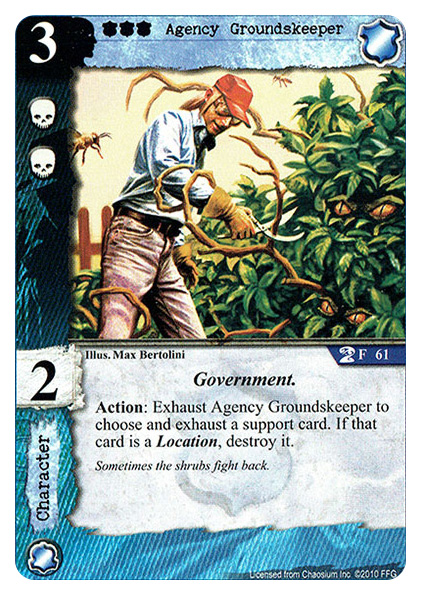 3
Agency Groundskeeper
Illus. Max Bertolini
F 61
2
Government.
Action: Exhaust Agency Groundskeeper to
choose and exhaust a support card. If that
card is a Location, destroy it.
Sometimes the shrubs fight back.
Character
Licensed from Chaosium Inc. ©2010 FFG